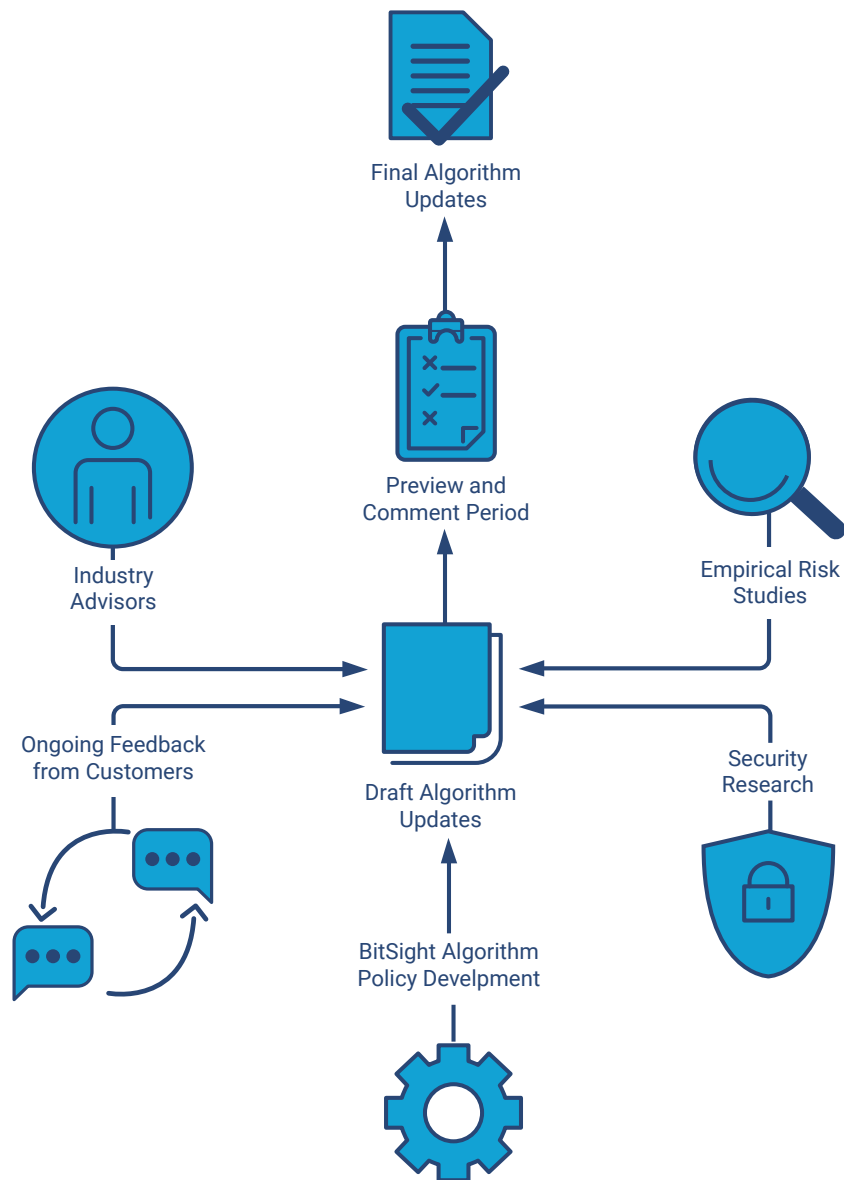 Final Algorithm
Updates
Preview and
Comment Period
Industry
Advisors
Empirical Risk
Studies
Ongoing Feedback
from Customers
Security
Research
Draft Algorithm
Updates
BitSight Algorithm
Policy Develpment